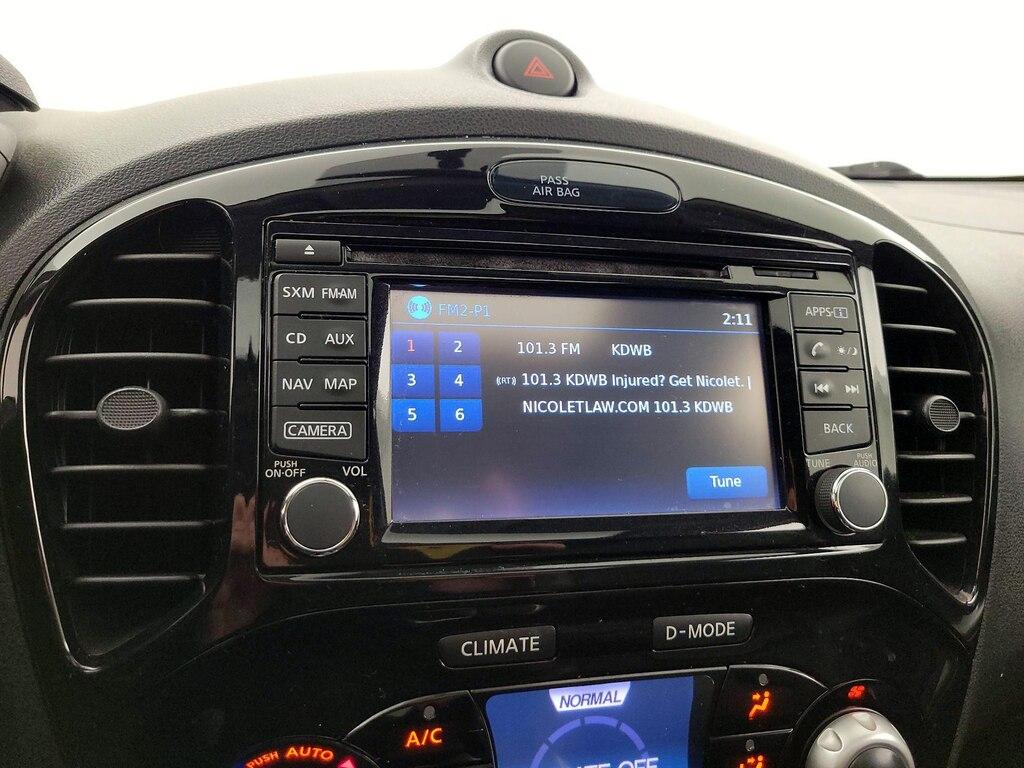 PASS
AIR BAG
SXM FM·AM
CD AUX
NAV MAP
CAMERA
PUSH
ON·OFF
VOL
FM2-P1
2:11
1 2
3 4
5 6
101.3 FM KDWB
(RT) 101.3 KDWB Injured? Get Nicolet. |
NICOLETLAW.COM 101.3 KDWB
Tune
APPS·i
BACK
TUNE
PUSH
AUDIO
CLIMATE
D-MODE
NORMAL
A/C
PUSH AUTO
OFF